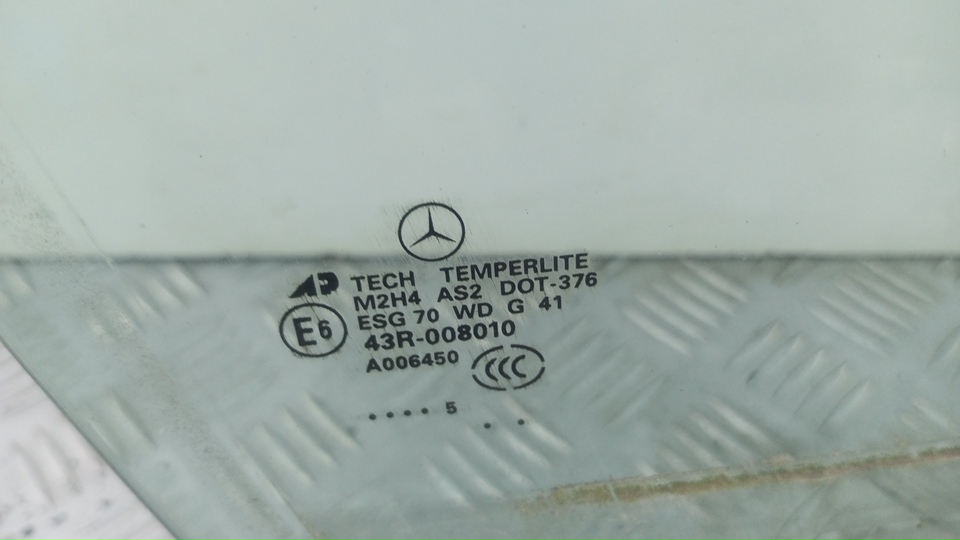 AP TECH TEMPERLITE
M2H4 AS2 DOT-376
ESG 70 WD G 41
E6 43R-008010
A006450 CCC
.... 5
. .